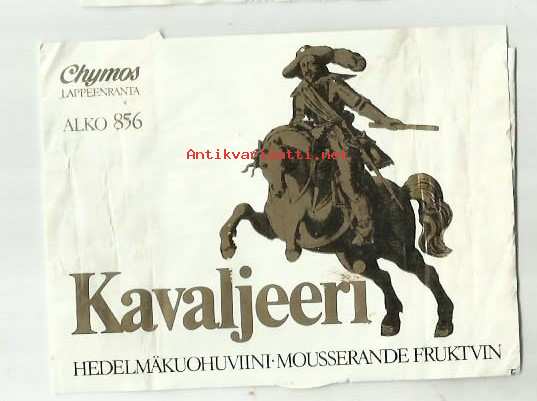 Chymos
LAPPEENRANTA
ALKO 856
Antikvariaatti.net
Kavaljeeri
HEDELMÄKUOHUVIINI·MOUSSERANDE FRUKTVIN